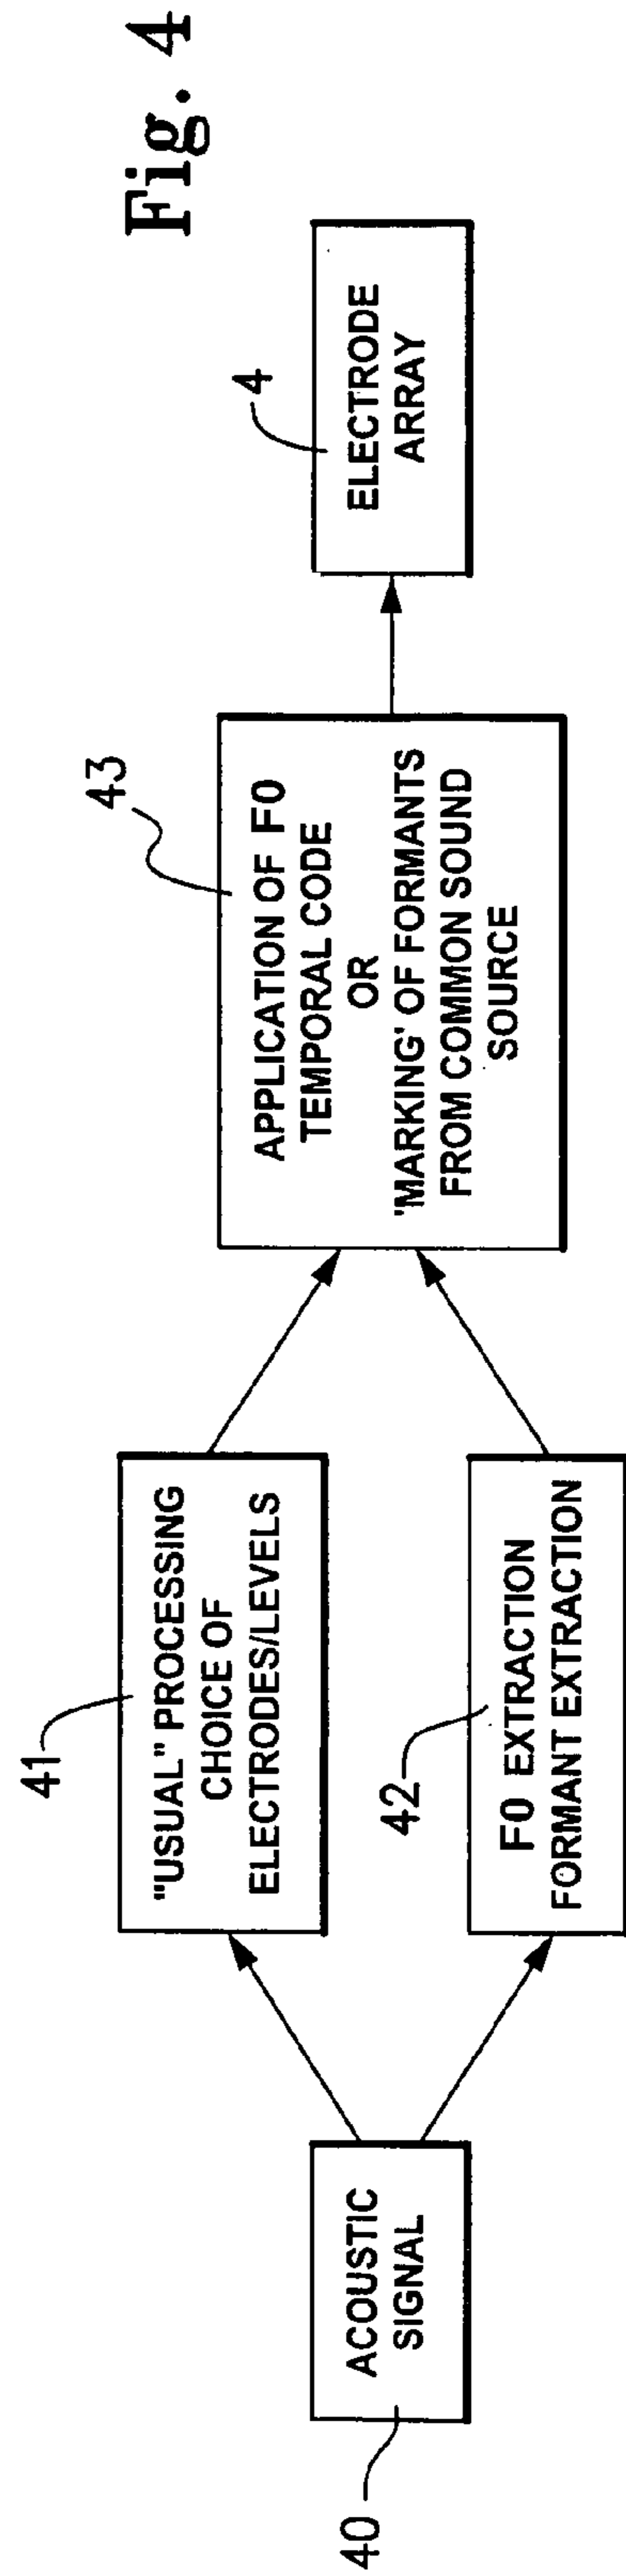 Fig. 4
40
ACOUSTIC
SIGNAL
41
"USUAL" PROCESSING
CHOICE OF
ELECTRODES/LEVELS
42
F0 EXTRACTION
FORMANT EXTRACTION
43
APPLICATION OF F0
TEMPORAL CODE
OR
'MARKING' OF FORMANTS
FROM COMMON SOUND
SOURCE
4
ELECTRODE
ARRAY